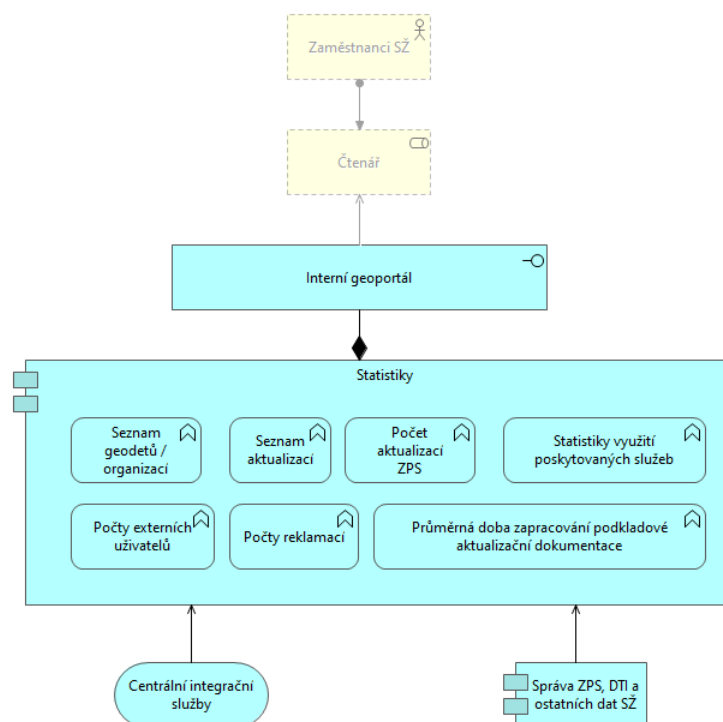 Zaměstnanci SŽ
Čtenář
Interní geoportál
Statistiky
Seznam
geodetů /
organizací
Seznam
aktualizací
Počet
aktualizací
ZPS
Statistiky využití
poskytovaných služeb
Počty externích
uživatelů
Počty reklamací
Průměrná doba zapracování podkladové
aktualizační dokumentace
Centrální integrační
služby
Správa ZPS, DTI a
ostatních dat SŽ